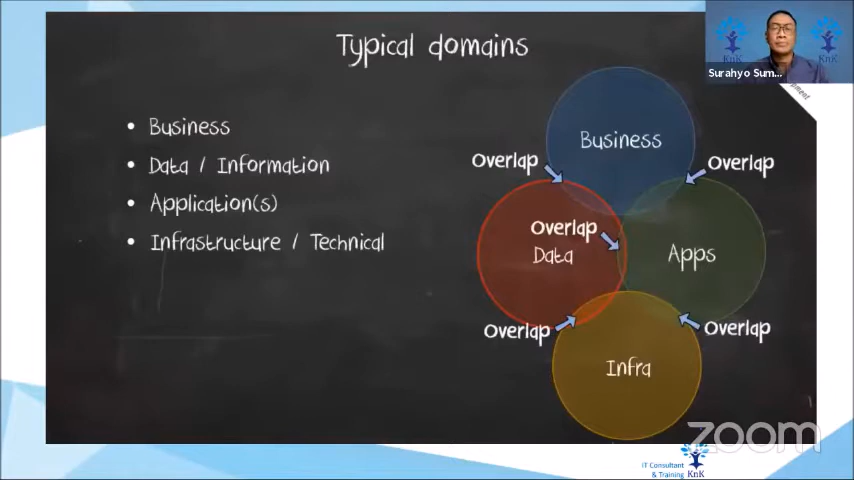 Typical domains
KnK
KnK
Surahyo Sum...
• Business
• Data / Information
• Application(s)
• Infrastructure / Technical
Business
Overlap
Overlap
Overlap
Data
Apps
Overlap
Overlap
Infra
zoom
IT Consultant
& Training
KnK